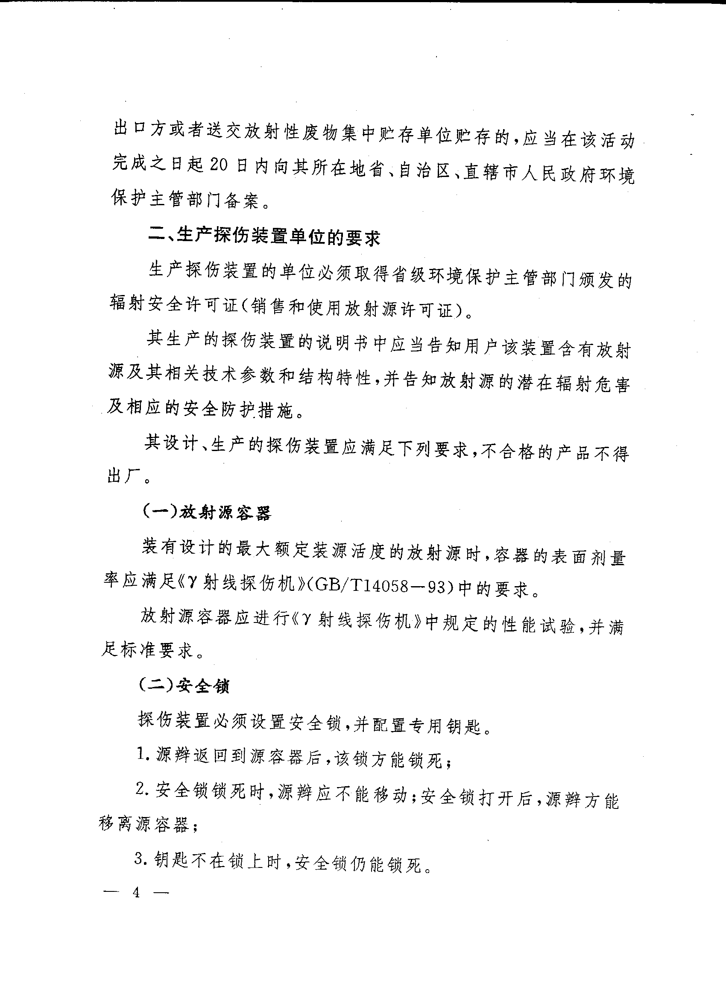 出口方或者送交放射性废物集中贮存单位贮存的,应当在该活动
完成之日起 20 日内向其所在地省、自治区、直辖市人民政府环境
保护主管部门备案。
二、生产探伤装置单位的要求
生产探伤装置的单位必须取得省级环境保护主管部门颁发的
辐射安全许可证(销售和使用放射源许可证)。
其生产的探伤装置的说明书中应当告知用户该装置含有放射
源及其相关技术参数和结构特性,并告知放射源的潜在辐射危害
及相应的安全防护措施。
其设计、生产的探伤装置应满足下列要求,不合格的产品不得
出厂。
(一)放射源容器
装有设计的最大额定装源活度的放射源时,容器的表面剂量
率应满足《γ射线探伤机》(GB/T14058—93)中的要求。
放射源容器应进行《γ射线探伤机》中规定的性能试验,并满
足标准要求。
(二)安全锁
探伤装置必须设置安全锁,并配置专用钥匙。
1. 源辫返回到源容器后,该锁方能锁死;
2. 安全锁锁死时,源辫应不能移动;安全锁打开后,源辫方能
移离源容器;
3. 钥匙不在锁上时,安全锁仍能锁死。
— 4 —